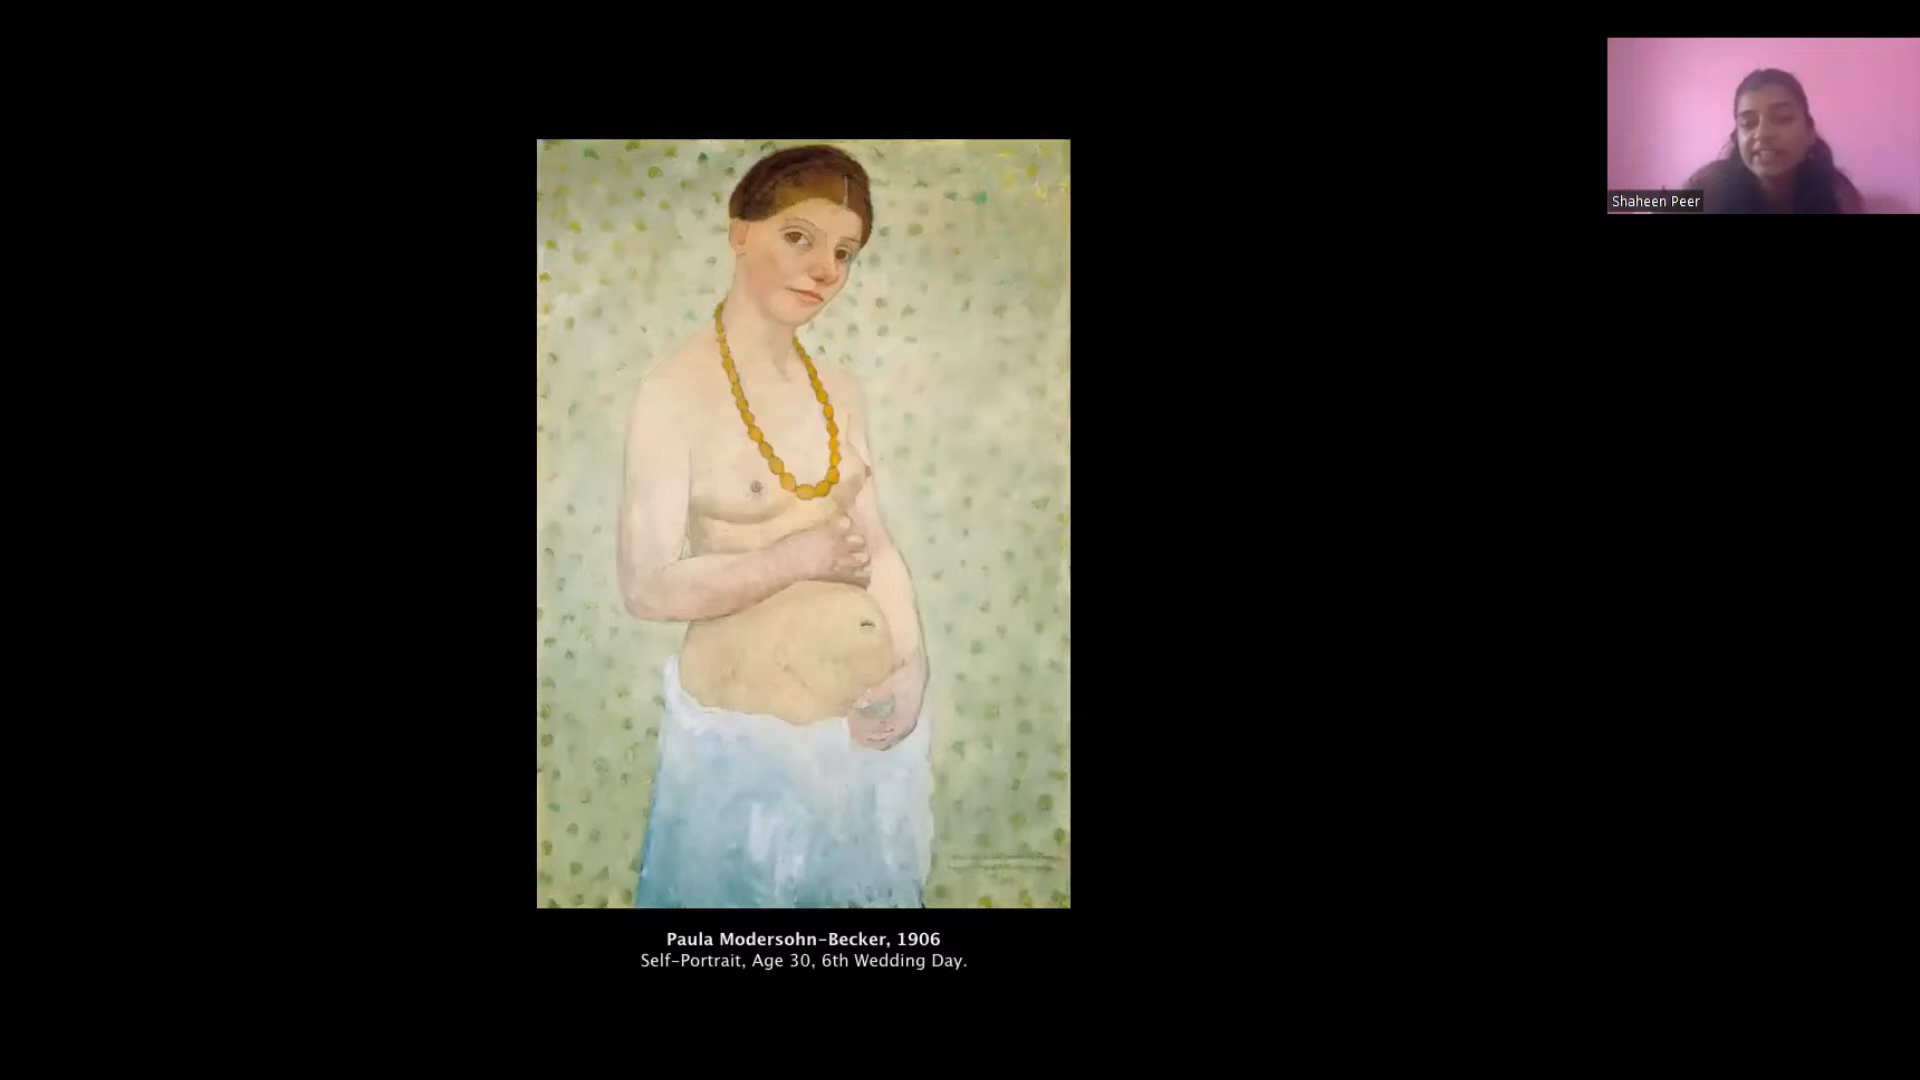 Shaheen Peer
Paula Modersohn-Becker, 1906
Self-Portrait, Age 30, 6th Wedding Day.